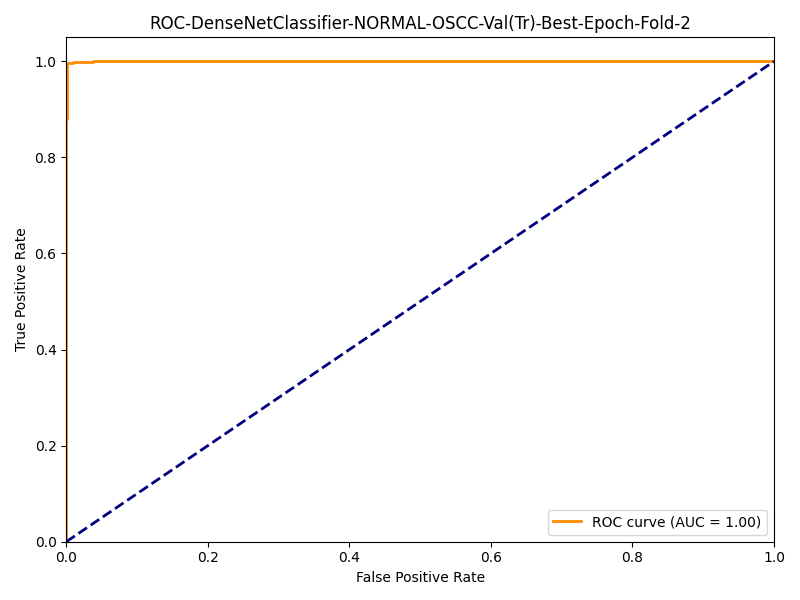 ROC-DenseNetClassifier-NORMAL-OSCC-Val(Tr)-Best-Epoch-Fold-2
1.0
0.8
0.6
0.4
0.2
0.0
True Positive Rate
ROC curve (AUC = 1.00)
0.0 0.2 0.4 0.6 0.8 1.0
False Positive Rate